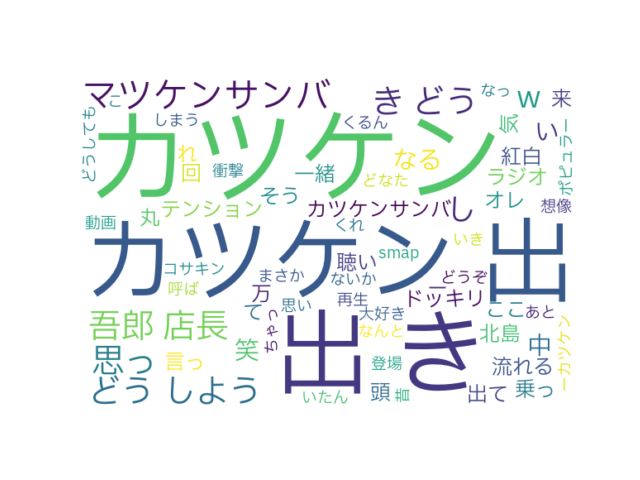 マツケンサンバ き どう w 来
どうしても こ しまう くるん なっ
カツケン 気 い ポピュラー
れ 回 衝撃 一緒 なる どなた 紅白 ラジオ
動画 丸 テンション そう カツケンサンバ し オレ 想像
カツケン 出
コサキン まさか ないか くれ 聴い smap いき
呼ば 万 て 思い 再生 ー どうぞ ドッキリ ここ あと
吾郎 店長 ちゃっ 出 き 大好き なんと 北島 中
思っ 言っ 笑 登場 流れる ーカツケン
どう しよう いたん 頭 首 出て 乗っ